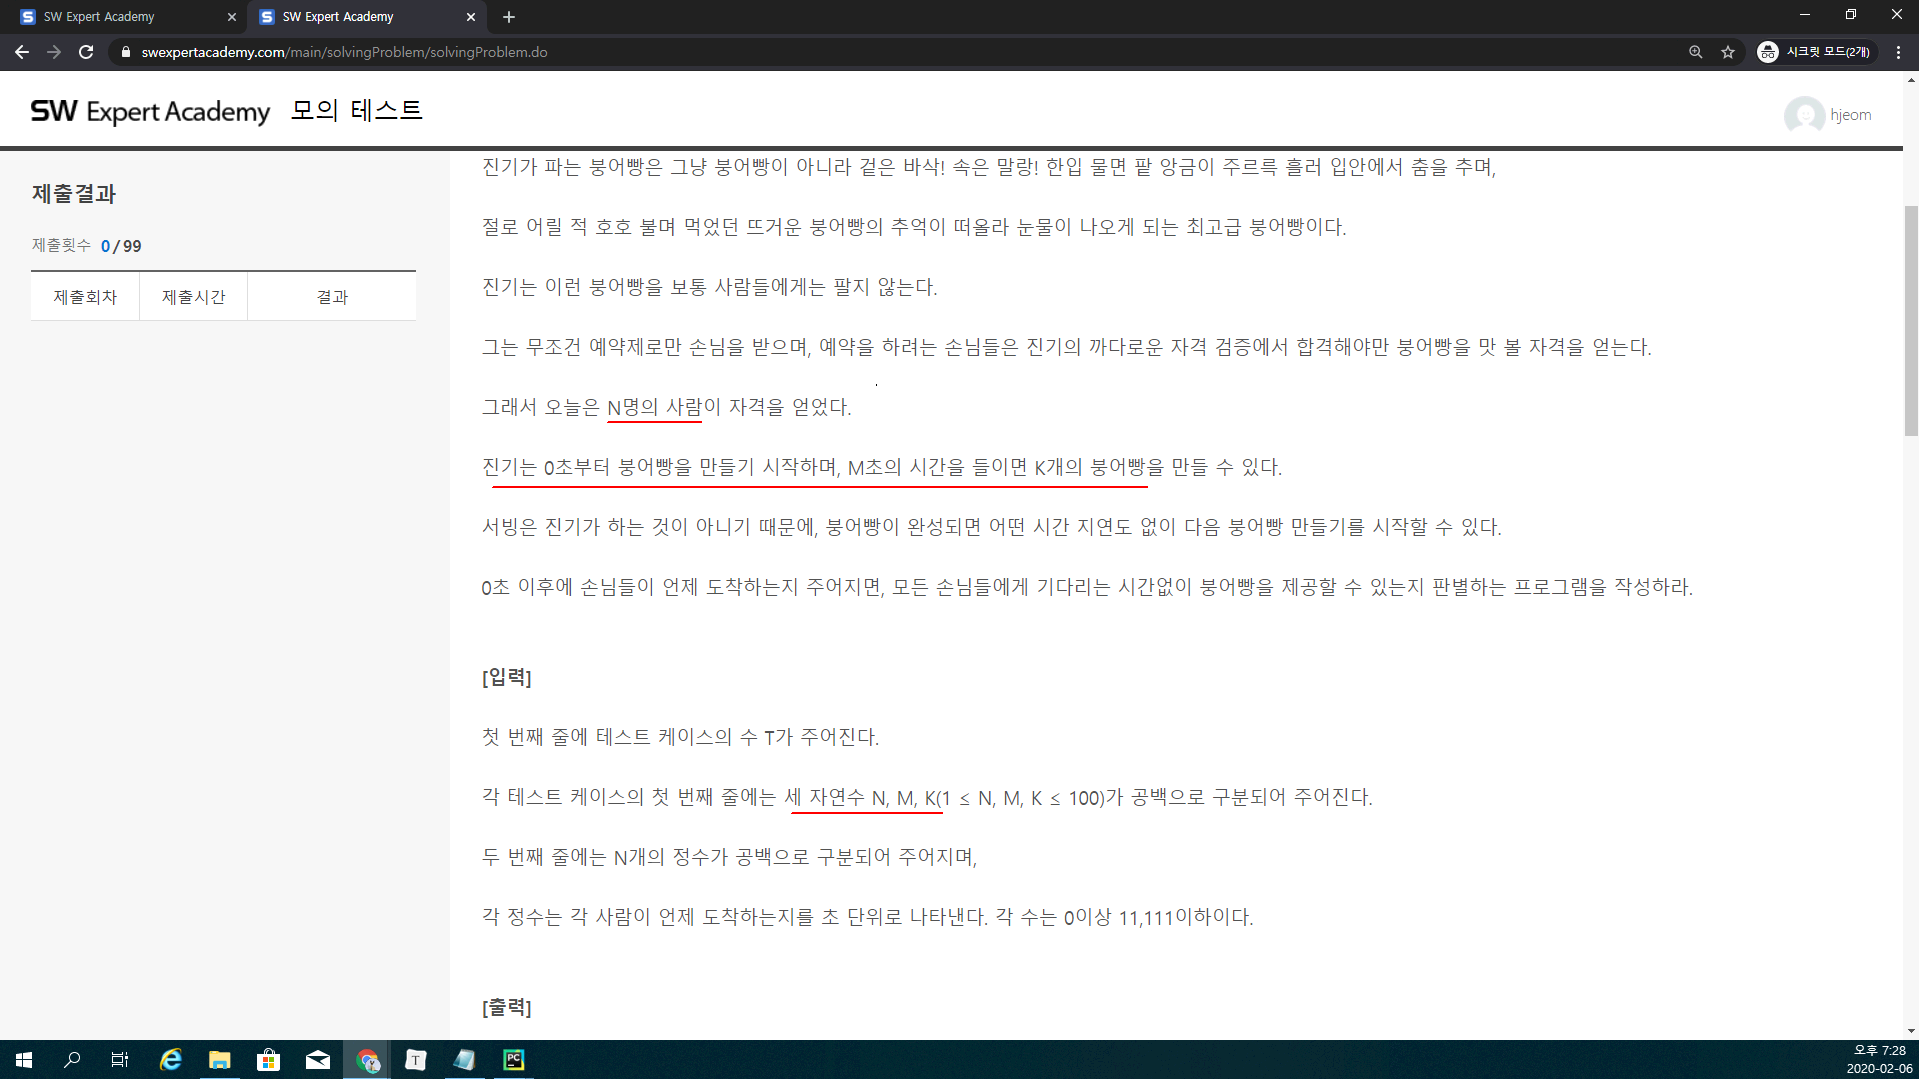 SW Expert Academy
SW Expert Academy
swexpertacademy.com/main/solvingProblem/solvingProblem.do
시크릿 모드(2개)
SW Expert Academy 모의 테스트
hjeom
제출결과
제출횟수 0/99
제출회차 제출시간 결과
진기가 파는 붕어빵은 그냥 붕어빵이 아니라 겉은 바삭! 속은 말랑! 한입 물면 팥 앙금이 주르륵 흘러 입안에서 춤을 추며,
절로 어릴 적 호호 불며 먹었던 뜨거운 붕어빵의 추억이 떠올라 눈물이 나오게 되는 최고급 붕어빵이다.
진기는 이런 붕어빵을 보통 사람들에게는 팔지 않는다.
그는 무조건 예약제로만 손님을 받으며, 예약을 하려는 손님들은 진기의 까다로운 자격 검증에서 합격해야만 붕어빵을 맛 볼 자격을 얻는다.
그래서 오늘은 N명의 사람이 자격을 얻었다.
진기는 0초부터 붕어빵을 만들기 시작하며, M초의 시간을 들이면 K개의 붕어빵을 만들 수 있다.
서빙은 진기가 하는 것이 아니기 때문에, 붕어빵이 완성되면 어떤 시간 지연도 없이 다음 붕어빵 만들기를 시작할 수 있다.
0초 이후에 손님들이 언제 도착하는지 주어지면, 모든 손님들에게 기다리는 시간없이 붕어빵을 제공할 수 있는지 판별하는 프로그램을 작성하라.
[입력]
첫 번째 줄에 테스트 케이스의 수 T가 주어진다.
각 테스트 케이스의 첫 번째 줄에는 세 자연수 N, M, K(1 ≤ N, M, K ≤ 100)가 공백으로 구분되어 주어진다.
두 번째 줄에는 N개의 정수가 공백으로 구분되어 주어지며,
각 정수는 각 사람이 언제 도착하는지를 초 단위로 나타낸다. 각 수는 0이상 11,111이하이다.
[출력]
T
PC
오후 7:28
2020-02-06